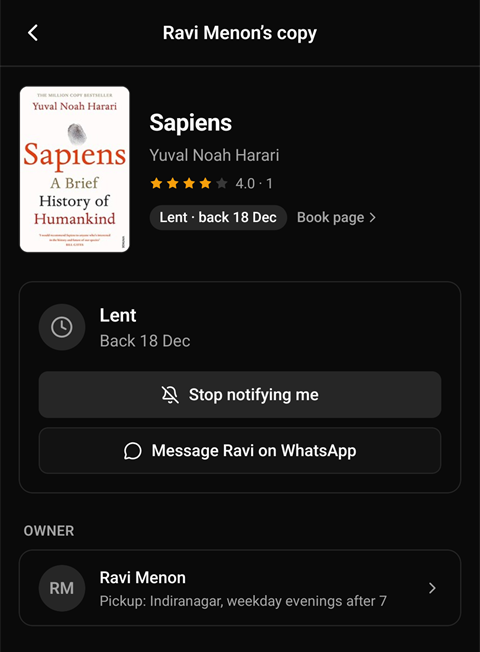 Ravi Menon’s copy
THE MILLION COPY BESTSELLER
Yuval Noah Harari
Sapiens
A Brief
History of
Humankind
Sapiens
Yuval Noah Harari
4.0 · 1
Lent · back 18 Dec
Book page
Lent
Back 18 Dec
Stop notifying me
Message Ravi on WhatsApp
OWNER
RM
Ravi Menon
Pickup: Indiranagar, weekday evenings after 7